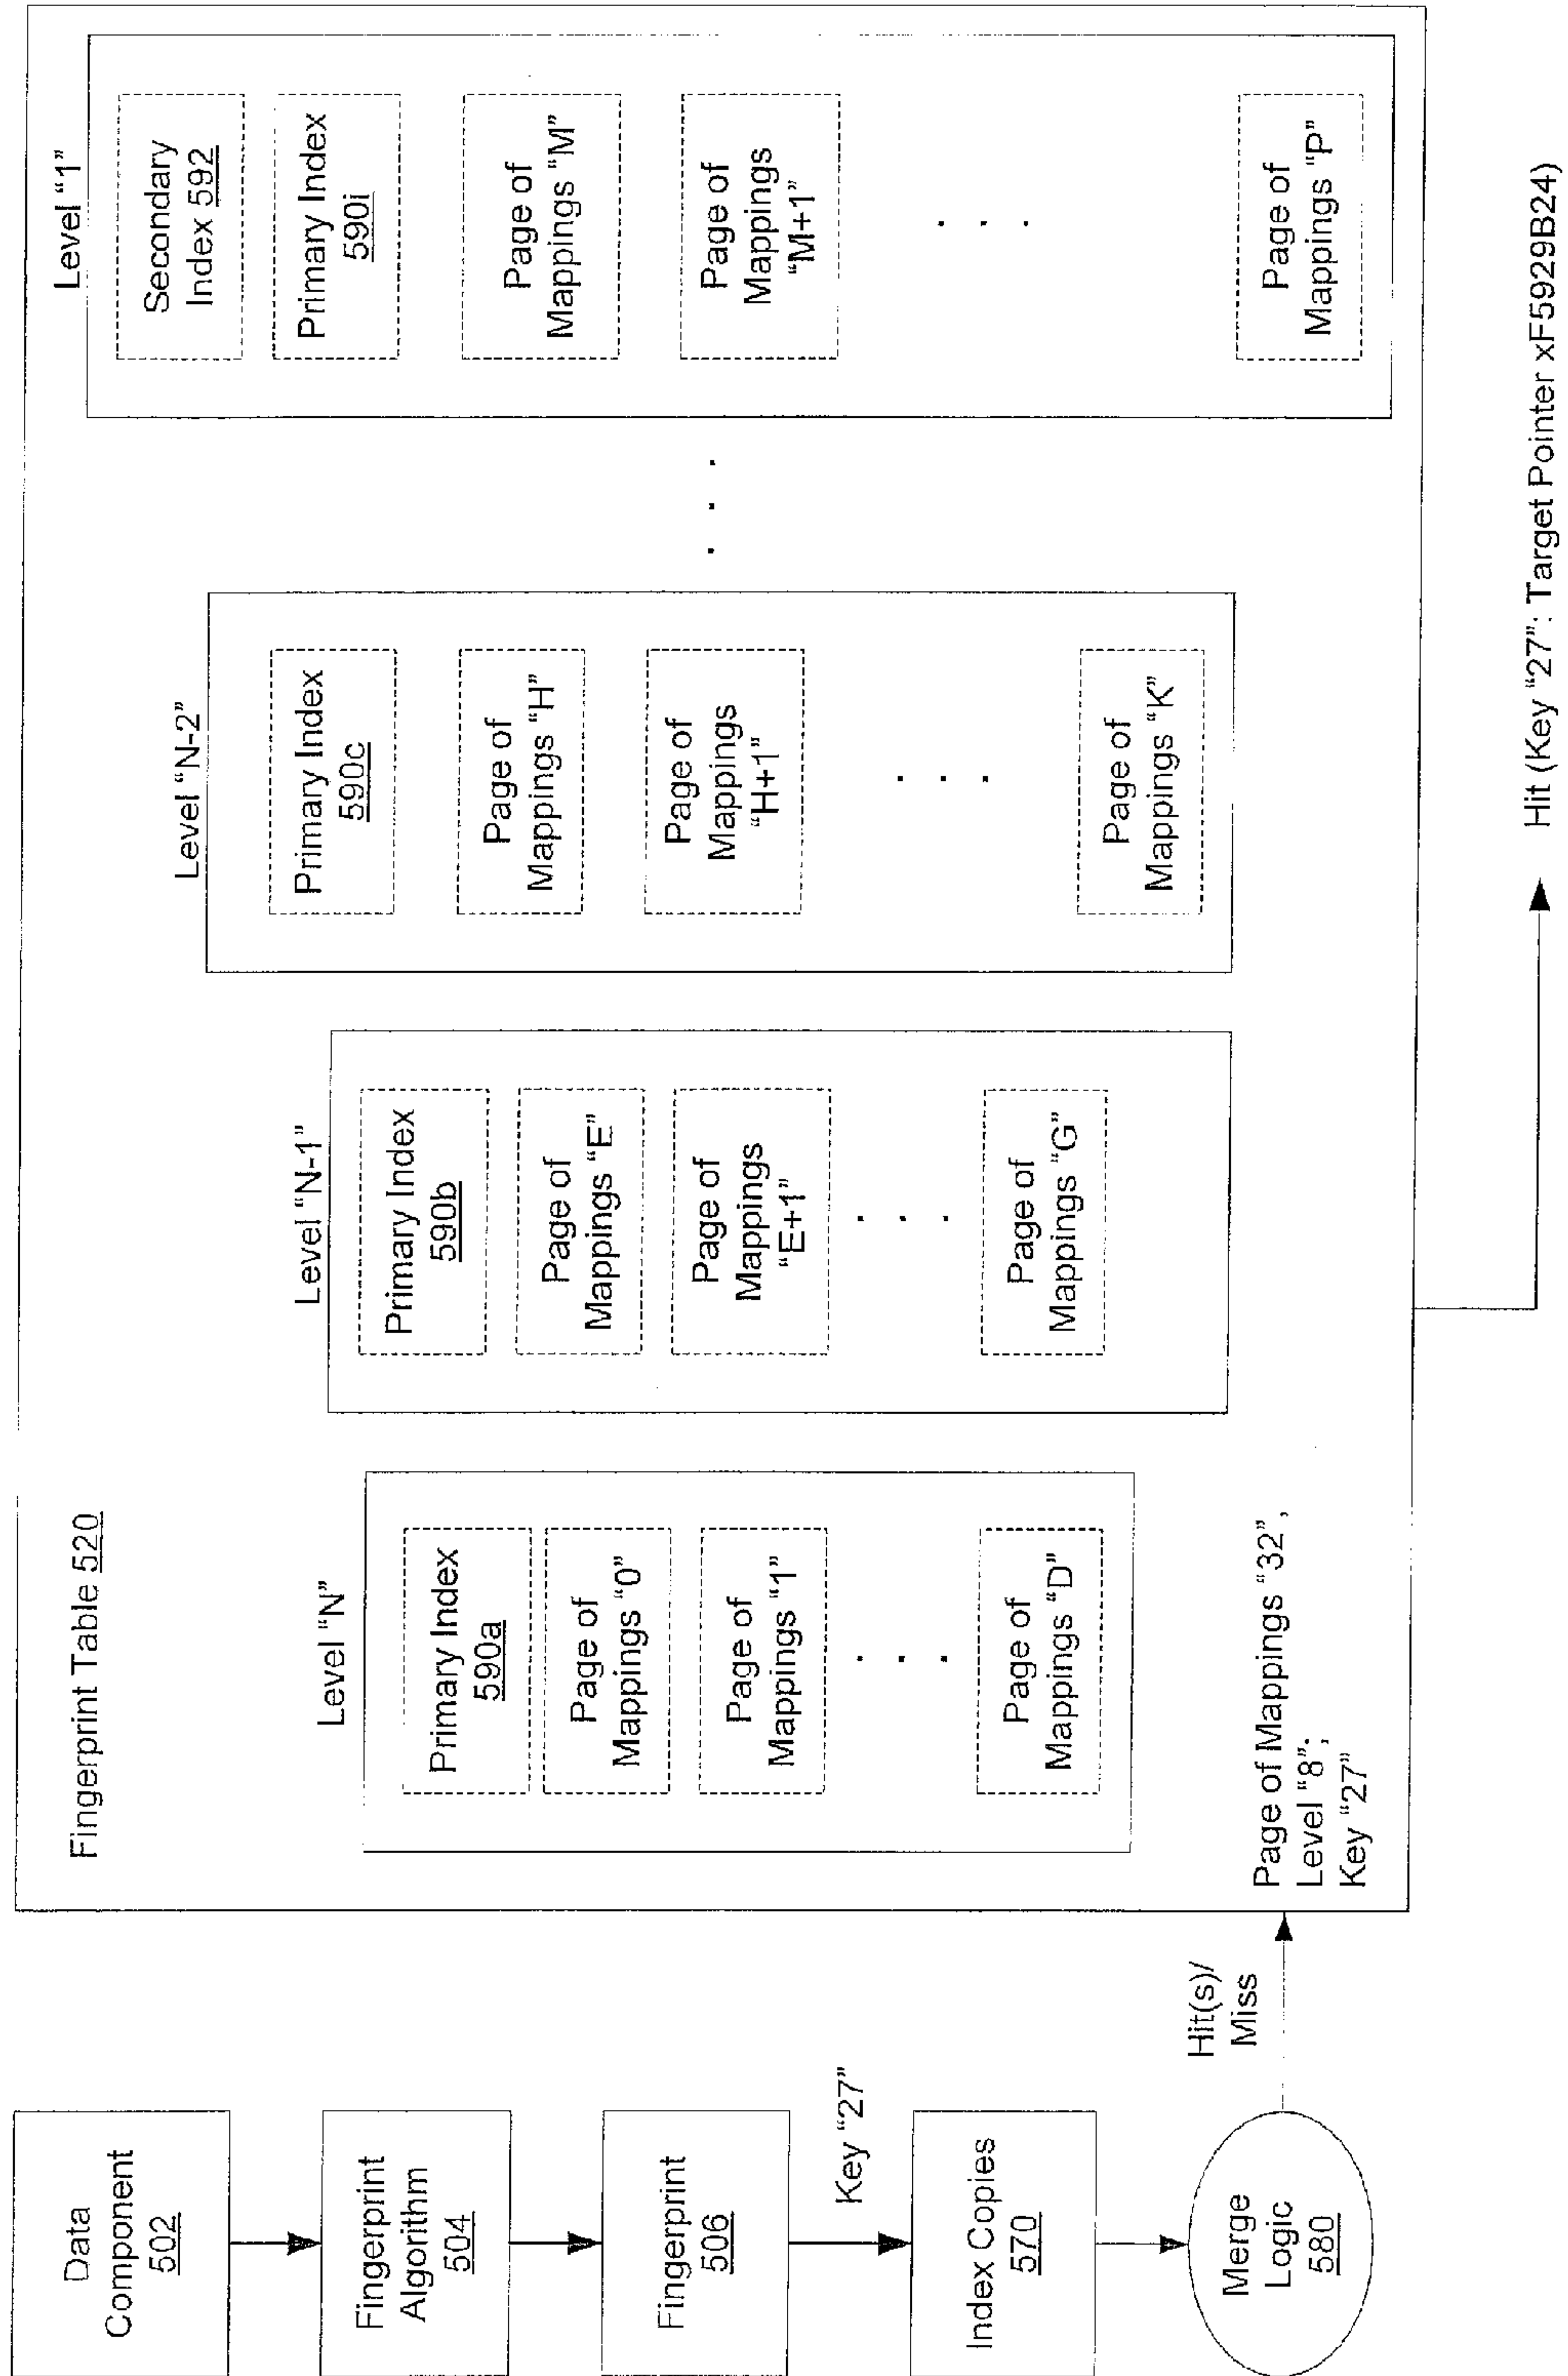 Data
Component
502
Fingerprint
Algorithm
504
Fingerprint
506
Key “27”
Index Copies
570
Merge
Logic
580
Hit(s)/
Miss
Fingerprint Table 520
Page of Mappings “32”,
Level “8”;
Key “27”
Level “N”
Primary Index
590a
Page of
Mappings “0”
Page of
Mappings “1”
. . .
Page of
Mappings “D”
Level “N-1”
Primary Index
590b
Page of
Mappings “E”
Page of
Mappings
“E+1”
. . .
Page of
Mappings “G”
Level “N-2”
Primary Index
590c
Page of
Mappings “H”
Page of
Mappings
“H+1”
. . .
Page of
Mappings “K”
. . .
Level “1”
Secondary
Index 592
Primary Index
590i
Page of
Mappings “M”
Page of
Mappings
“M+1”
. . .
Page of
Mappings “P”
Hit (Key “27”: Target Pointer xF5929B24)